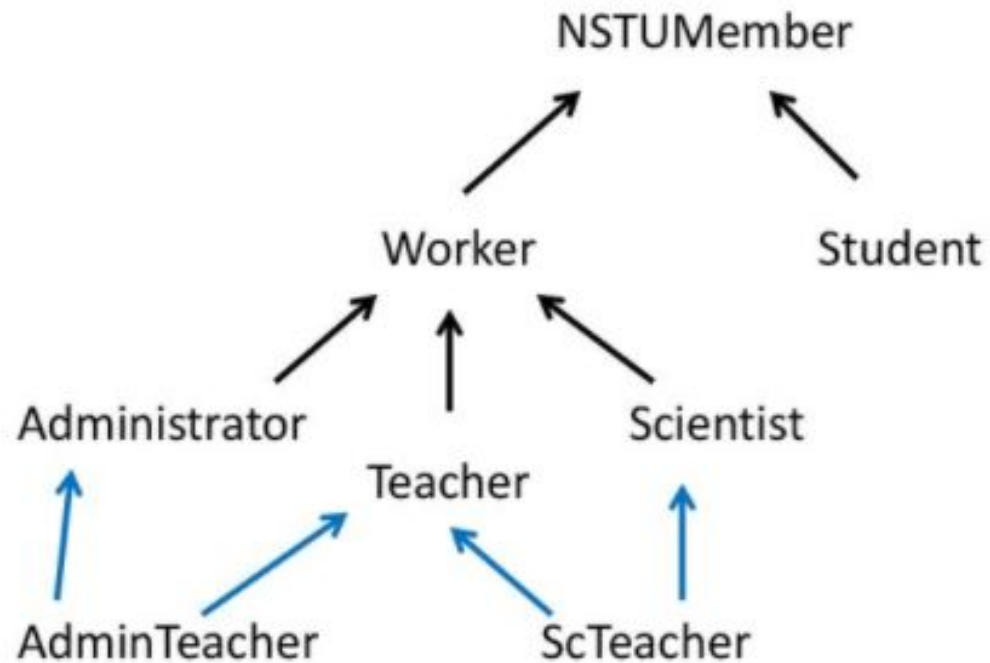 NSTUMember
Worker
Student
Administrator
Scientist
Teacher
AdminTeacher
ScTeacher